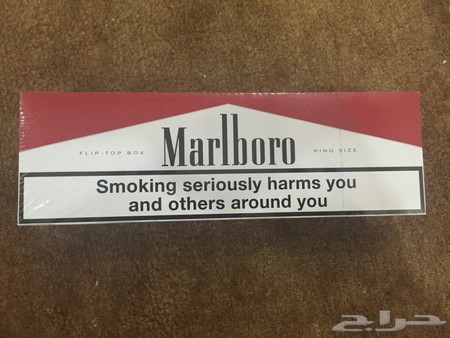 Marlboro
FLIP-TOP BOX
KING SIZE
Smoking seriously harms you
and others around you
حراج